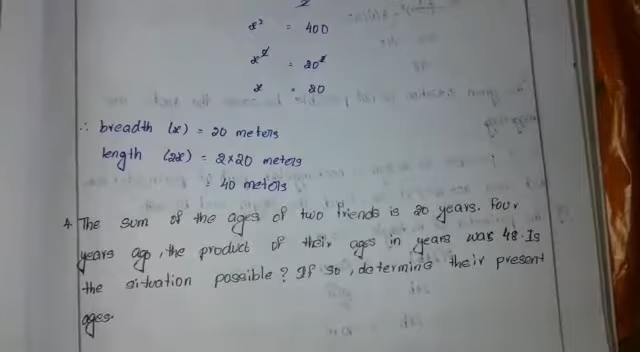 2
x² = 400
x² = 20²
x = 20
∴ breadth (x) = 20 meters
length (2x) = 2×20 meters
= 40 meters
4. The sum of the ages of two friends is 20 years. Four
years ago, the product of their ages in years was 48. Is
the situation possible? If so, determine their present
ages.